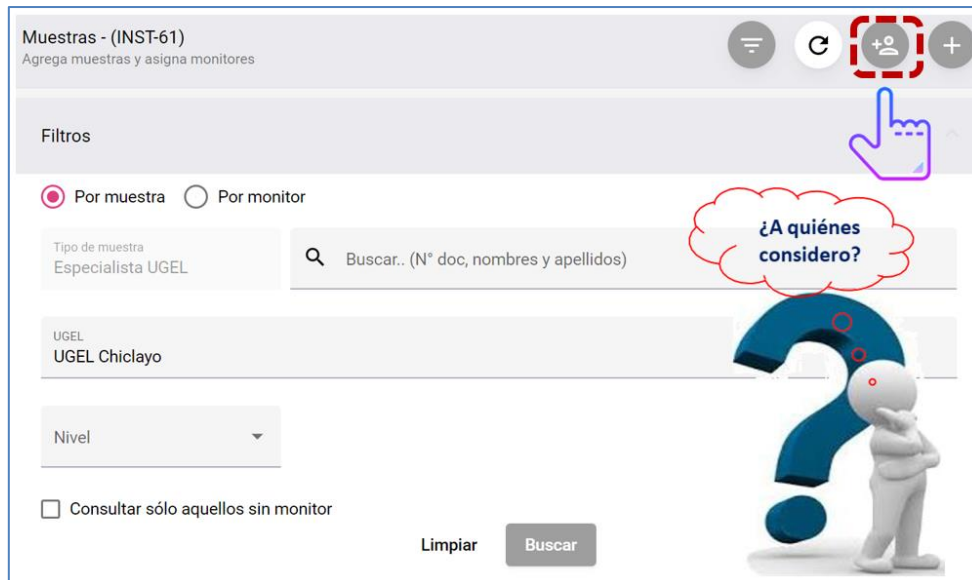 Muestras - (INST-61)
Agrega muestras y asigna monitores
Filtros
Por muestra Por monitor
Tipo de muestra
Especialista UGEL
Buscar.. (N° doc, nombres y apellidos)
¿A quiénes
considero?
UGEL
UGEL Chiclayo
Nivel
Consultar sólo aquellos sin monitor
Limpiar Buscar